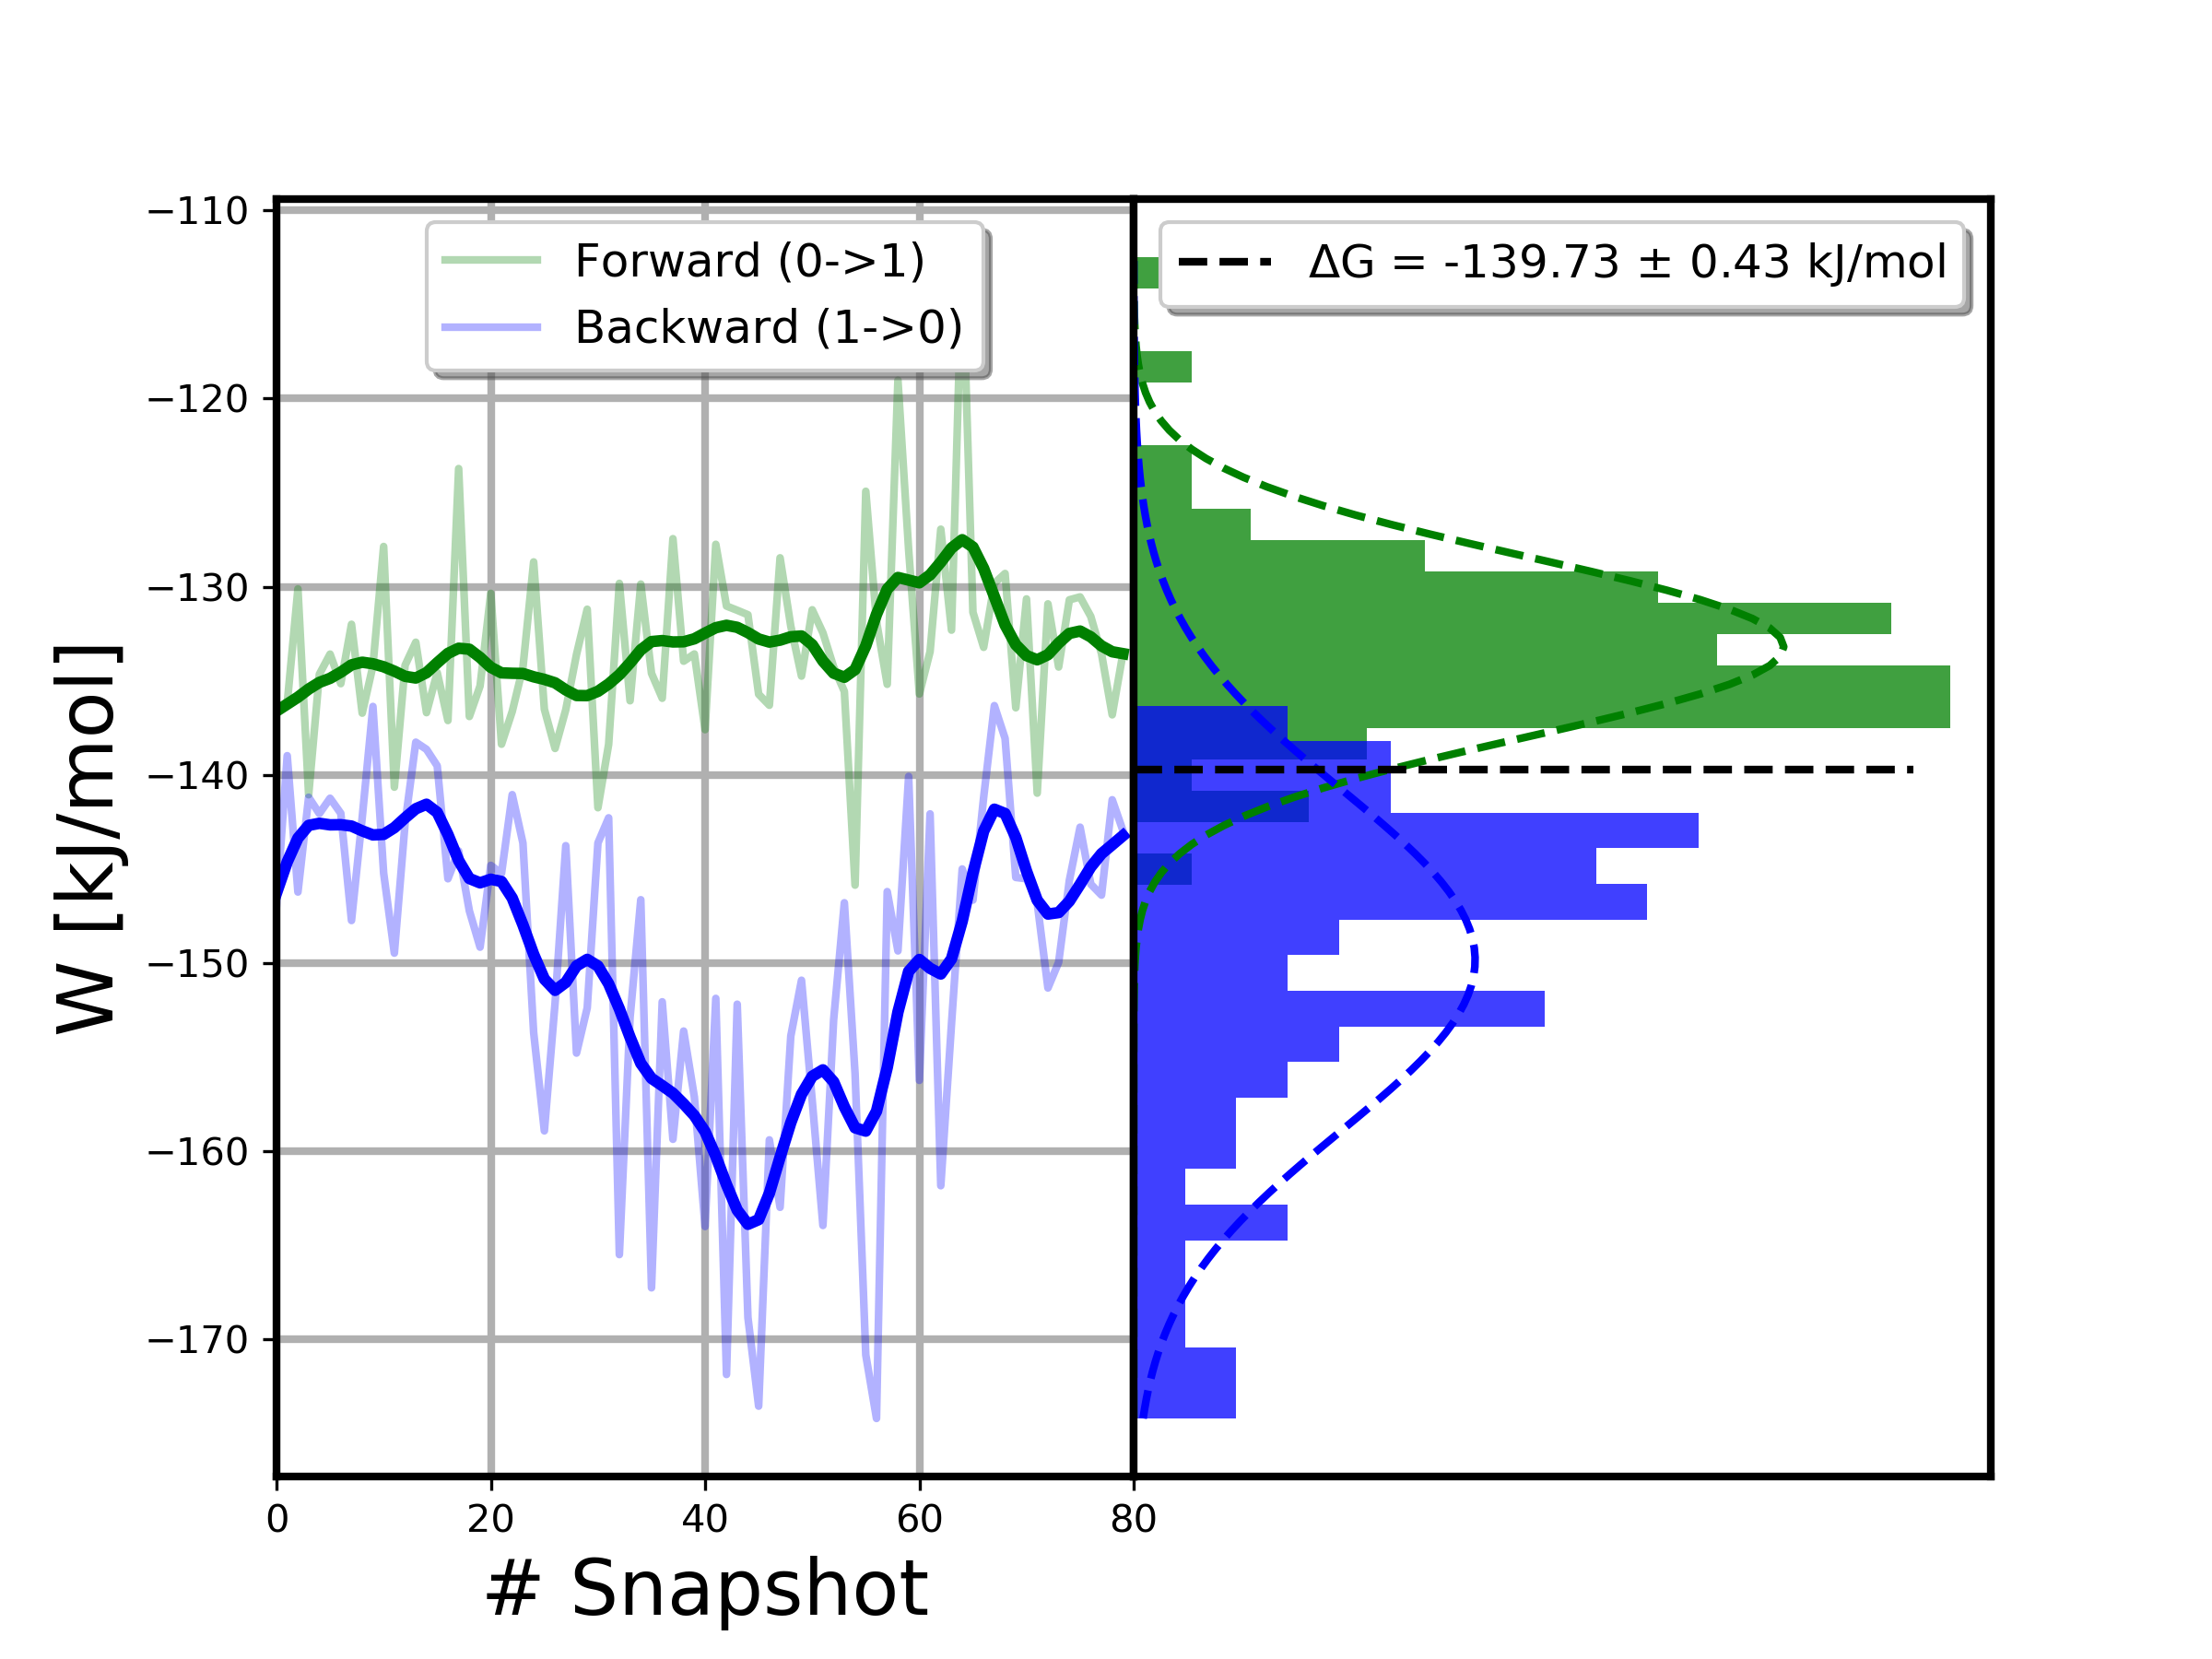 Forward (0->1)
Backward (1->0)
ΔG = -139.73 ± 0.43 kJ/mol
W [kJ/mol]
−110
−120
−130
−140
−150
−160
−170
0
20
40
60
80
# Snapshot